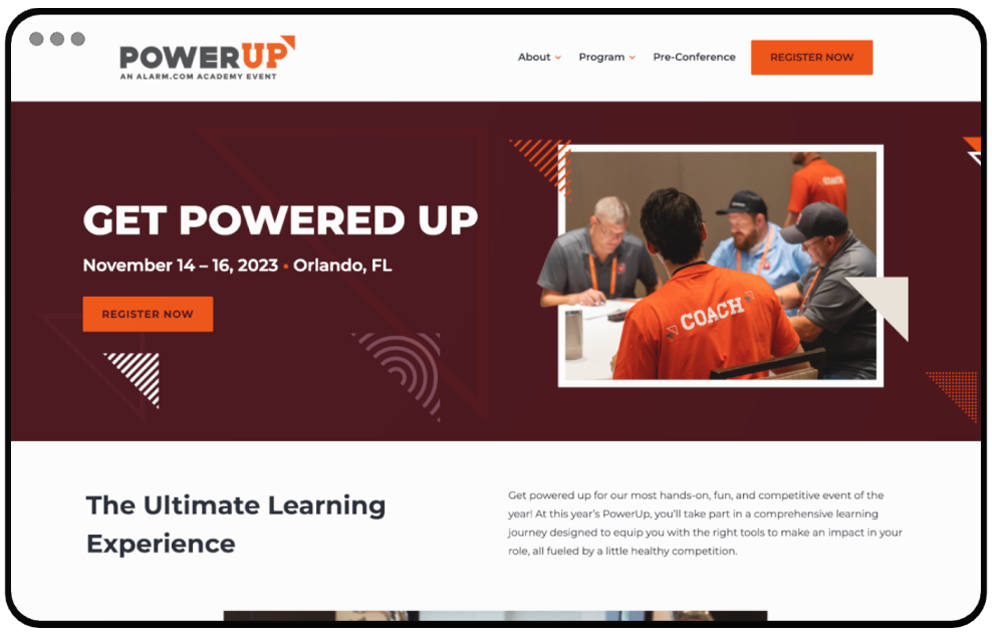 POWERUP
AN ALARM.COM ACADEMY EVENT
About
Program
Pre-Conference
REGISTER NOW
GET POWERED UP
November 14 – 16, 2023 • Orlando, FL
REGISTER NOW
COACH
COACH
The Ultimate Learning
Experience
Get powered up for our most hands-on, fun, and competitive event of the
year! At this year's PowerUp, you'll take part in a comprehensive learning
journey designed to equip you with the right tools to make an impact in your
role, all fueled by a little healthy competition.